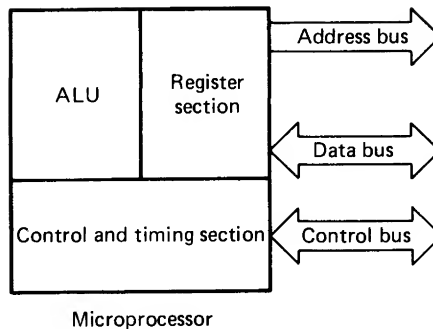 ALU
Register
section
Address bus
Data bus
Control and timing section
Control bus
Microprocessor